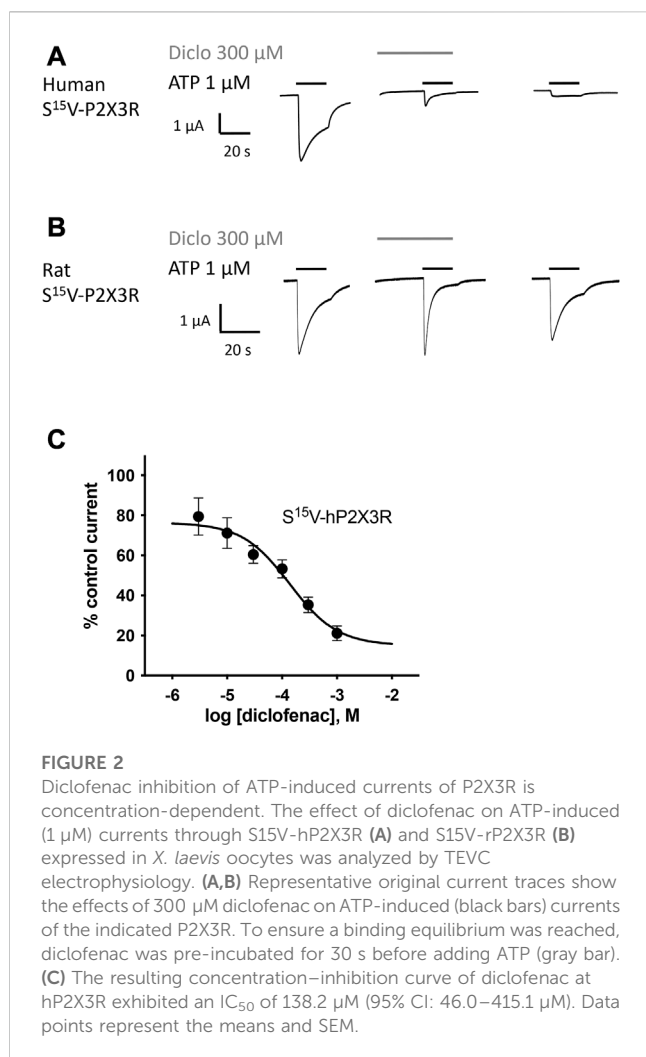 A
Diclo 300 µM
Human
ATP 1 µM
S¹⁵V-P2X3R
1 µA
20 s
B
Diclo 300 µM
Rat
ATP 1 µM
S¹⁵V-P2X3R
1 µA
20 s
C
100
80
60
40
20
0
% control current
S¹⁵V-hP2X3R
-6 -5 -4 -3 -2
log [diclofenac], M
FIGURE 2
Diclofenac inhibition of ATP-induced currents of P2X3R is
concentration-dependent. The effect of diclofenac on ATP-induced
(1 µM) currents through S15V-hP2X3R (A) and S15V-rP2X3R (B)
expressed in X. laevis oocytes was analyzed by TEVC
electrophysiology. (A,B) Representative original current traces show
the effects of 300 µM diclofenac on ATP-induced (black bars) currents
of the indicated P2X3R. To ensure a binding equilibrium was reached,
diclofenac was pre-incubated for 30 s before adding ATP (gray bar).
(C) The resulting concentration–inhibition curve of diclofenac at
hP2X3R exhibited an IC₅₀ of 138.2 µM (95% CI: 46.0–415.1 µM). Data
points represent the means and SEM.